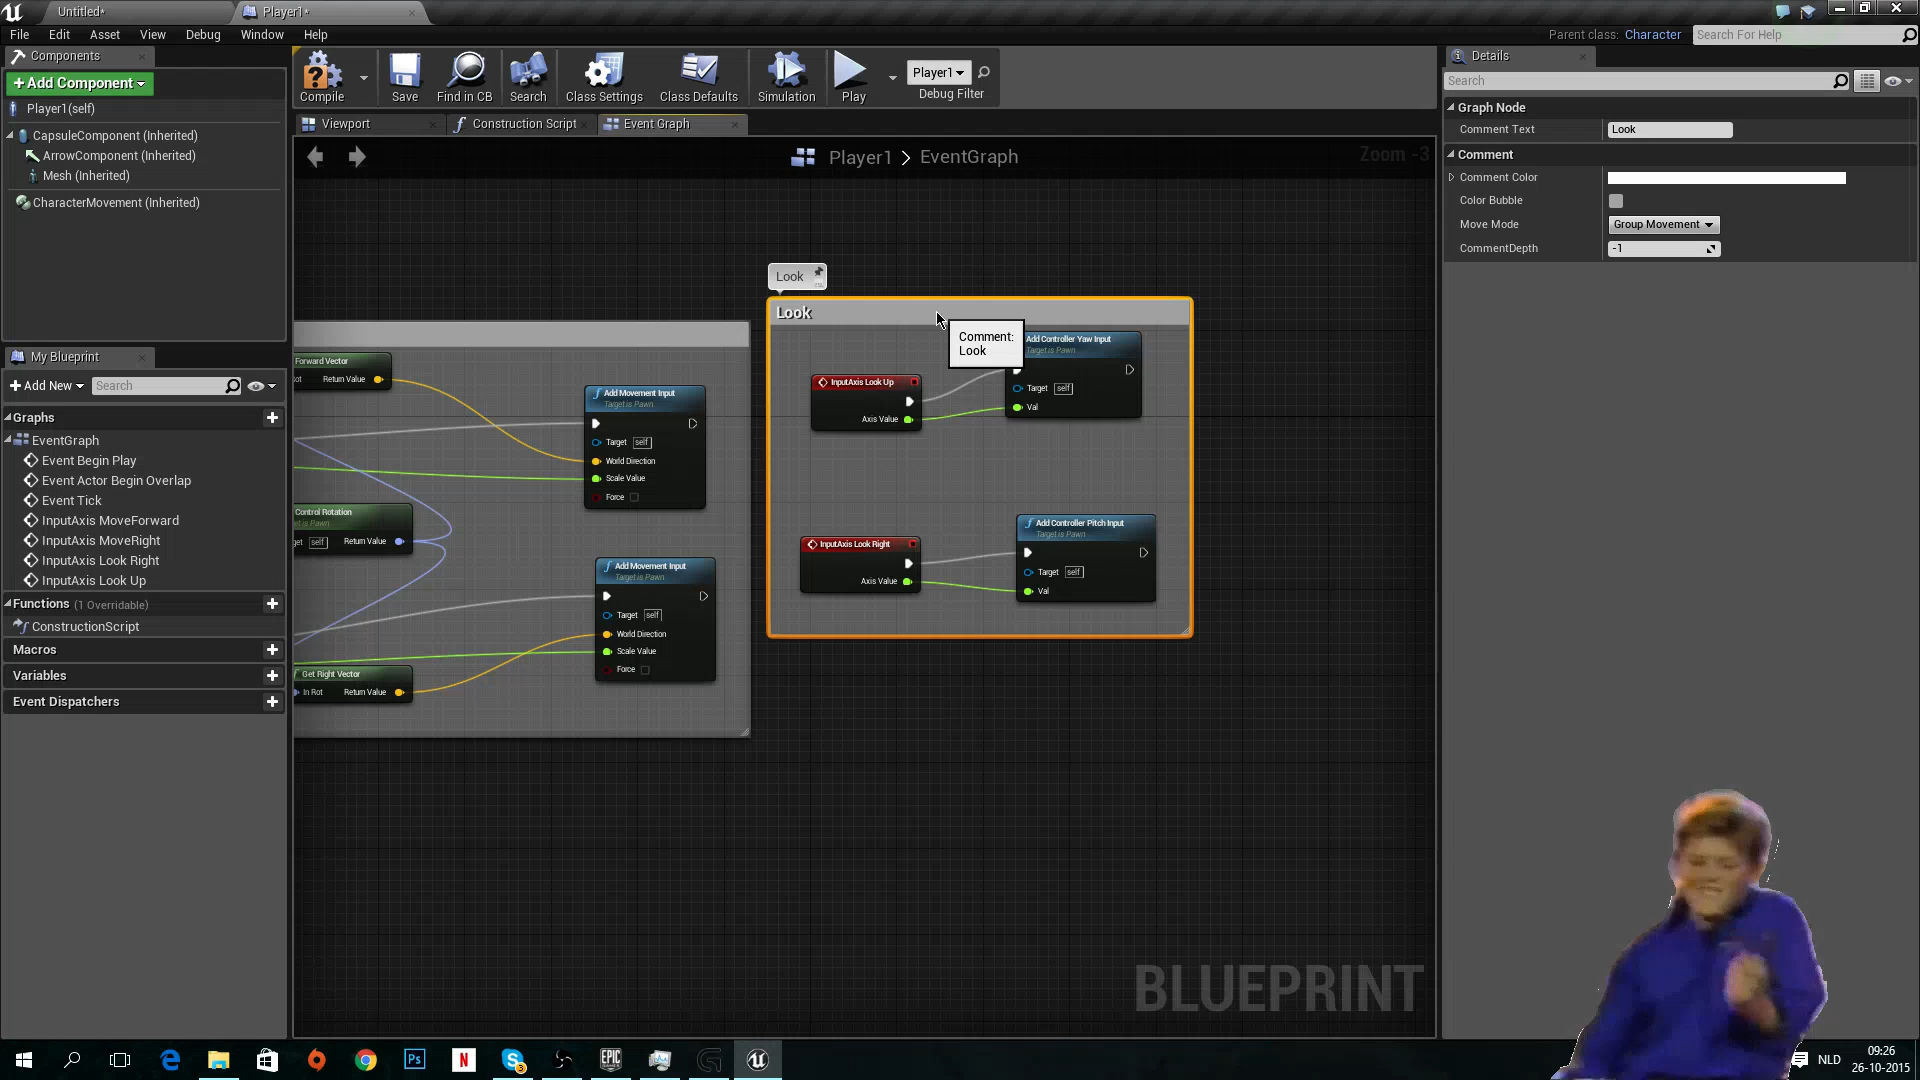 Untitled*
Player1*
File Edit Asset View Debug Window Help
Parent class: Character
Search For Help
Components
+Add Component
Player1(self)
CapsuleComponent (Inherited)
ArrowComponent (Inherited)
Mesh (Inherited)
CharacterMovement (Inherited)
My Blueprint
+Add New
Search
Graphs
EventGraph
Event Begin Play
Event Actor Begin Overlap
Event Tick
InputAxis MoveForward
InputAxis MoveRight
InputAxis Look Right
InputAxis Look Up
Functions (1 Overridable)
ConstructionScript
Macros
Variables
Event Dispatchers
Compile
Save
Find in CB
Search
Class Settings
Class Defaults
Simulation
Play
Player1
Debug Filter
Viewport
Construction Script
Event Graph
Player1 > EventGraph
Zoom -3
Look
Look
Comment:
Look
Forward Vector
Return Value
Add Movement Input
Target is Pawn
Target self
World Direction
Scale Value
Force
Control Rotation
self
Return Value
Add Movement Input
Target is Pawn
Target self
World Direction
Scale Value
Force
Get Right Vector
In Rot Return Value
InputAxis Look Up
Axis Value
Add Controller Yaw Input
Target is Pawn
Target self
Val
InputAxis Look Right
Axis Value
Add Controller Pitch Input
Target is Pawn
Target self
Val
BLUEPRINT
Details
Search
Graph Node
Comment Text Look
Comment
Comment Color
Color Bubble
Move Mode Group Movement
CommentDepth -1
Ps
N
3
EPIC
GAMES
NLD
09:26
26-10-2015